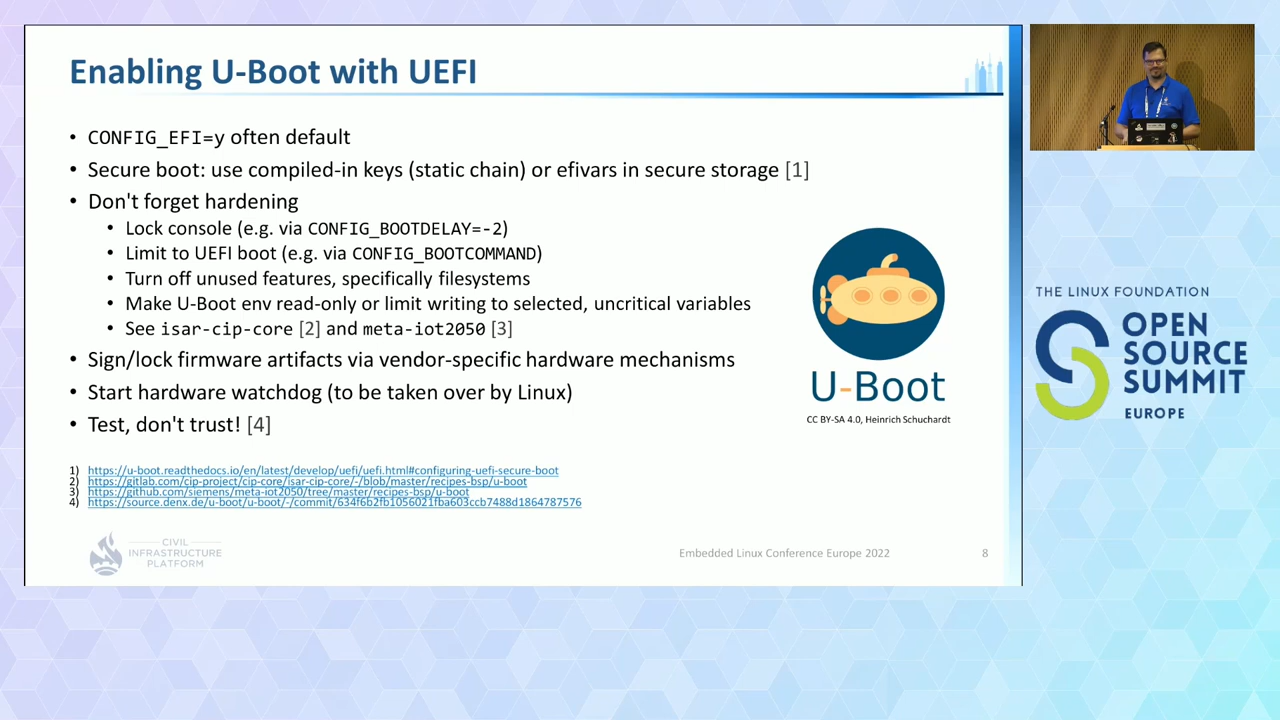 Enabling U-Boot with UEFI
• CONFIG_EFI=y often default
• Secure boot: use compiled-in keys (static chain) or efivars in secure storage [1]
• Don't forget hardening
• Lock console (e.g. via CONFIG_BOOTDELAY=-2)
• Limit to UEFI boot (e.g. via CONFIG_BOOTCOMMAND)
• Turn off unused features, specifically filesystems
• Make U-Boot env read-only or limit writing to selected, uncritical variables
• See isar-cip-core [2] and meta-iot2050 [3]
• Sign/lock firmware artifacts via vendor-specific hardware mechanisms
• Start hardware watchdog (to be taken over by Linux)
• Test, don't trust! [4]
U-Boot
CC BY-SA 4.0, Heinrich Schuchardt
1) https://u-boot.readthedocs.io/en/latest/develop/uefi/uefi.html#configuring-uefi-secure-boot
2) https://gitlab.com/cip-project/cip-core/isar-cip-core/-/blob/master/recipes-bsp/u-boot
3) https://github.com/siemens/meta-iot2050/tree/master/recipes-bsp/u-boot
4) https://source.denx.de/u-boot/u-boot/-/commit/634f6b2fb1056021fba603ccb7488d1864787576
CIVIL
INFRASTRUCTURE
PLATFORM
Embedded Linux Conference Europe 2022
8
THE LINUX FOUNDATION
OPEN
SOURCE
SUMMIT
EUROPE